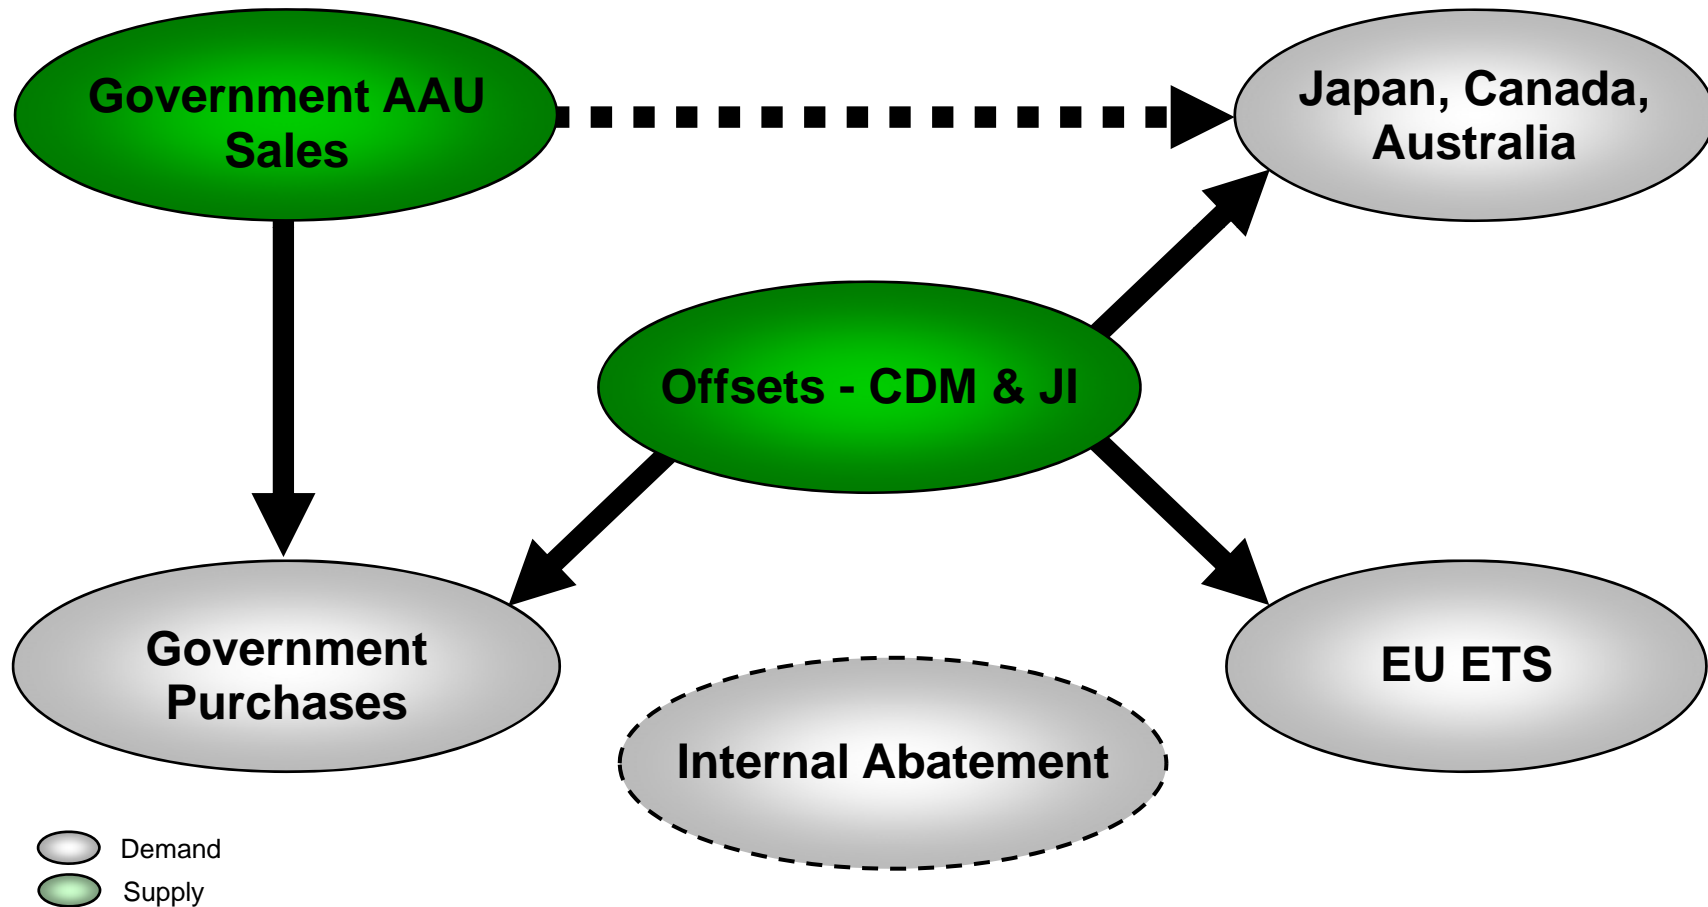 Government AAU
Sales
Japan, Canada,
Australia
Offsets - CDM & JI
Government
Purchases
EU ETS
Internal Abatement
Demand
Supply